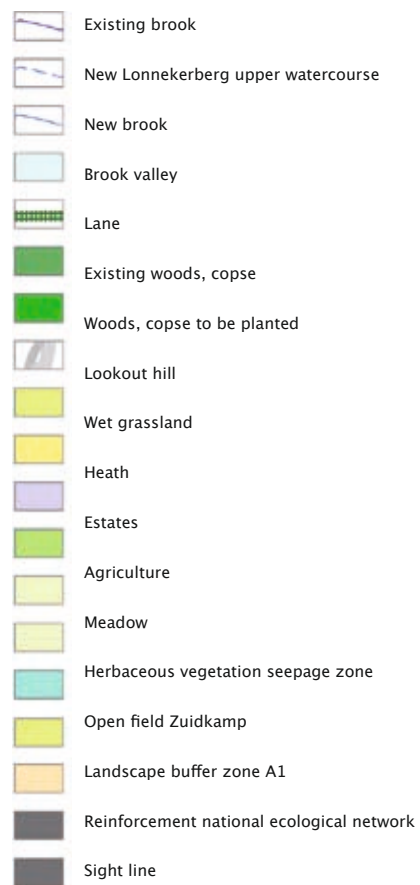 Existing brook
New Lonnekerberg upper watercourse
New brook
Brook valley
Lane
Existing woods, copse
Woods, copse to be planted
Lookout hill
Wet grassland
Heath
Estates
Agriculture
Meadow
Herbaceous vegetation seepage zone
Open field Zuidkamp
Landscape buffer zone A1
Reinforcement national ecological network
Sight line